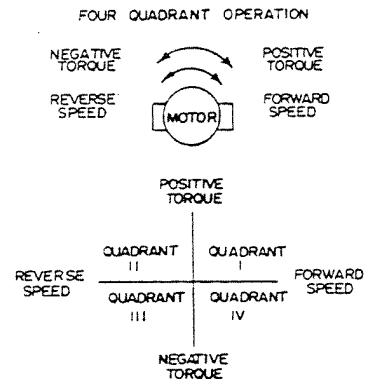 FOUR QUADRANT OPERATION
NEGATIVE TORQUE
POSITIVE TORQUE
REVERSE SPEED
MOTOR
FORWARD SPEED
POSITIVE TORQUE
QUADRANT II
QUADRANT I
REVERSE SPEED
FORWARD SPEED
QUADRANT III
QUADRANT IV
NEGATIVE TORQUE